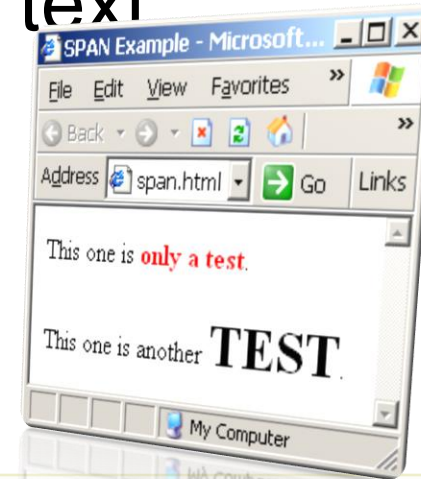 text
SPAN Example - Microsoft...
File Edit View Favorites »
Back »
Address span.html Go Links
This one is only a test.
This one is another TEST.
My Computer